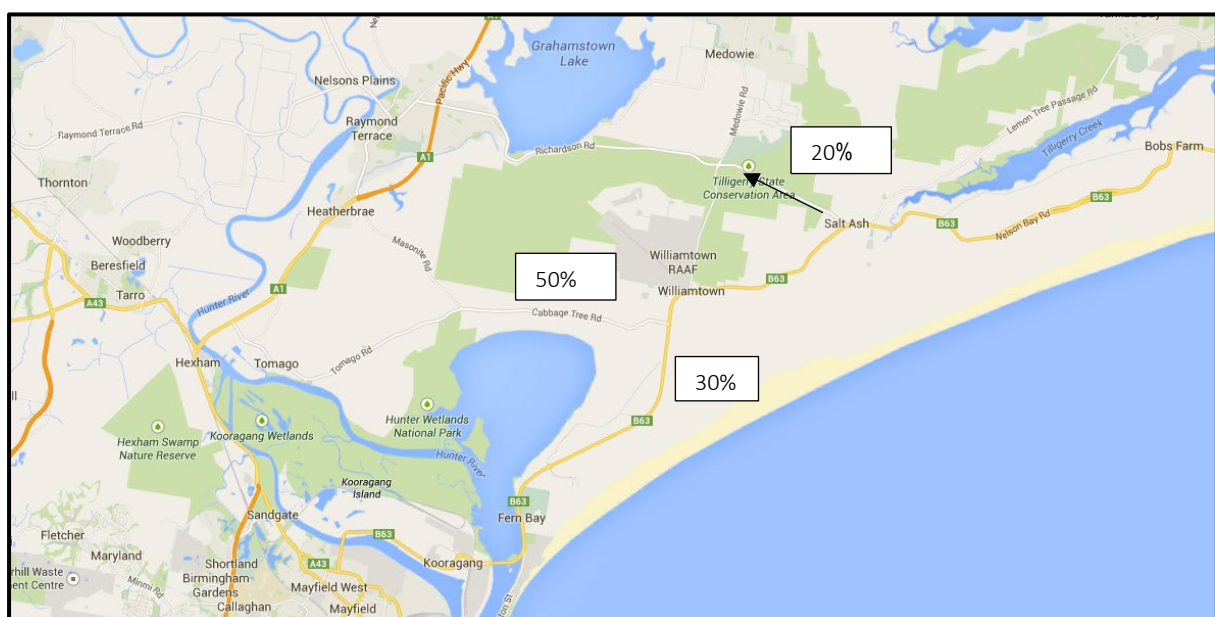 Grahamstown
Lake
Medowie
Nelsons Plains
Pacific Hwy
A1
Raymond Terrace Rd
Raymond
Terrace
Medowie Rd
Lemon Tree Passage Rd
Tilligerry Creek
A1
Richardson Rd
20%
Bobs Farm
Thornton
Tilligerry State
Conservation Area
B63
Heatherbrae
Salt Ash
B63
Nelson Bay Rd
Woodberry
Masonite Rd
Williamtown
RAAF
Beresfield
50%
B63
Tarro
A1
Williamtown
A43
Hunter River
Cabbage Tree Rd
Hexham
Tomago
Tomago Rd
30%
Hunter Wetlands
National Park
B63
Hexham Swamp
Nature Reserve
Kooragang Wetlands
Hunter River
Kooragang
Island
Sandgate
Fern Bay
Fletcher
B63
Maryland
Shortland
A43
Kooragang
Birmingham
Gardens
Minmi Rd
Mayfield West
Callaghan
Mayfield